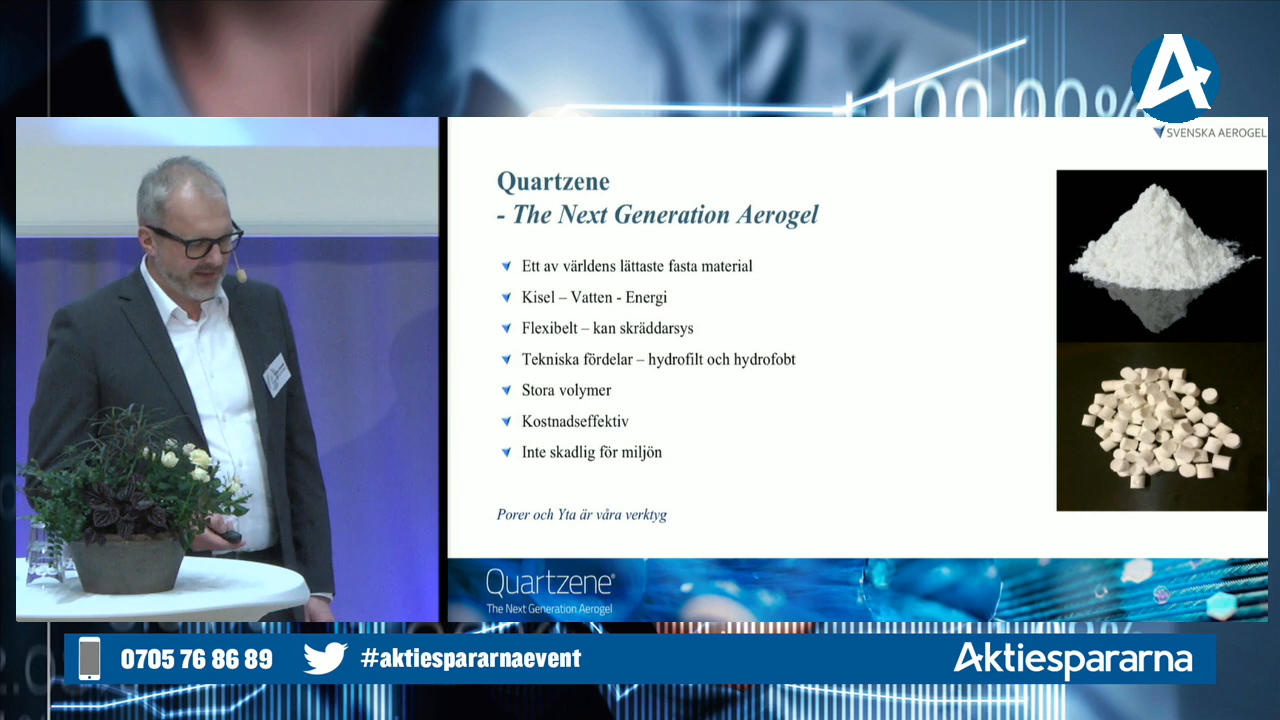 +100,00%
SVENSKA AEROGEL
Quartzene
- The Next Generation Aerogel
Ett av världens lättaste fasta material
Kisel – Vatten - Energi
Flexibelt – kan skräddarsys
Tekniska fördelar – hydrofilt och hydrofobt
Stora volymer
Kostnadseffektiv
Inte skadlig för miljön
Porer och Yta är våra verktyg
Quartzene®
The Next Generation Aerogel
0705 76 86 89
#aktiespararnaevent
Aktiespararna